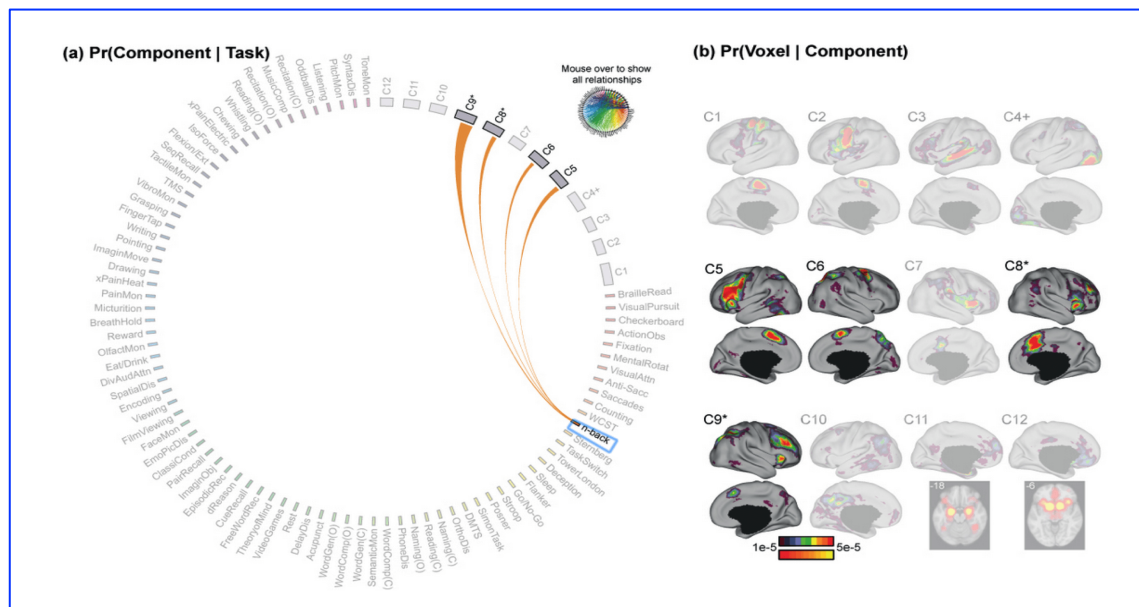 (a) Pr(Component | Task)
Mouse over to show
all relationships
ToneMon
SyntaxDis
PitchMon
Listening
OddballDis
Recitation(C)
MusicComp
Recitation(O)
Reading(O)
Whistling
Chewing
xPainElectric
IsoForce
Flexion/Ext
SeqRecall
TactileMon
TMS
VibroMon
Grasping
FingerTap
Writing
Pointing
ImaginMove
Drawing
xPainHeat
PainMon
Micturition
BreathHold
Reward
OlfactMon
Eat/Drink
DivAudAttn
SpatialDis
Encoding
Viewing
FilmViewing
FaceMon
EmoPicDis
ClassiCond
PairRecall
ImaginObj
EpisodicRec
dReason
CueRecall
FreeWordRec
TheoryofMind
VideoGames
Rest
DelayDis
Acupunct
WordGen(O)
WordComp(O)
WordGen(C)
SemanticMon
WordComp(C)
PhoneDis
Naming(O)
Reading(C)
Naming(C)
OrthoDis
DMTS
SimonTask
Posner
Stroop
Go/No-Go
Flanker
Sleep
Deception
TowerLondon
TaskSwitch
Sternberg
n-back
WCST
Counting
Saccades
Anti-Sacc
VisualAttn
MentalRotat
Fixation
ActionObs
Checkerboard
VisualPursuit
BrailleRead
C1
C2
C3
C4+
C5
C6
C7
C8*
C9*
C10
C11
C12
(b) Pr(Voxel | Component)
C1 C2 C3 C4+
C5 C6 C7 C8*
C9* C10 C11 C12
-18 -6
1e-5 5e-5